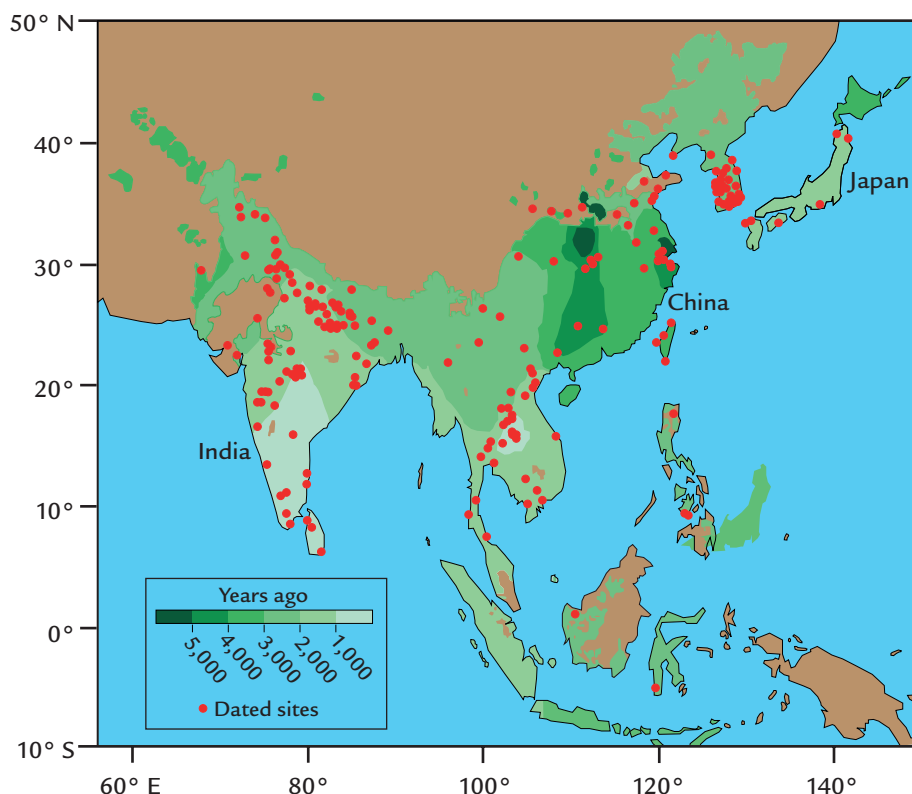 50° N
40°
30°
20°
10°
0°
10° S
60° E
80°
100°
120°
140°
Japan
China
India
Years ago
5,000
4,000
3,000
2,000
1,000
Dated sites